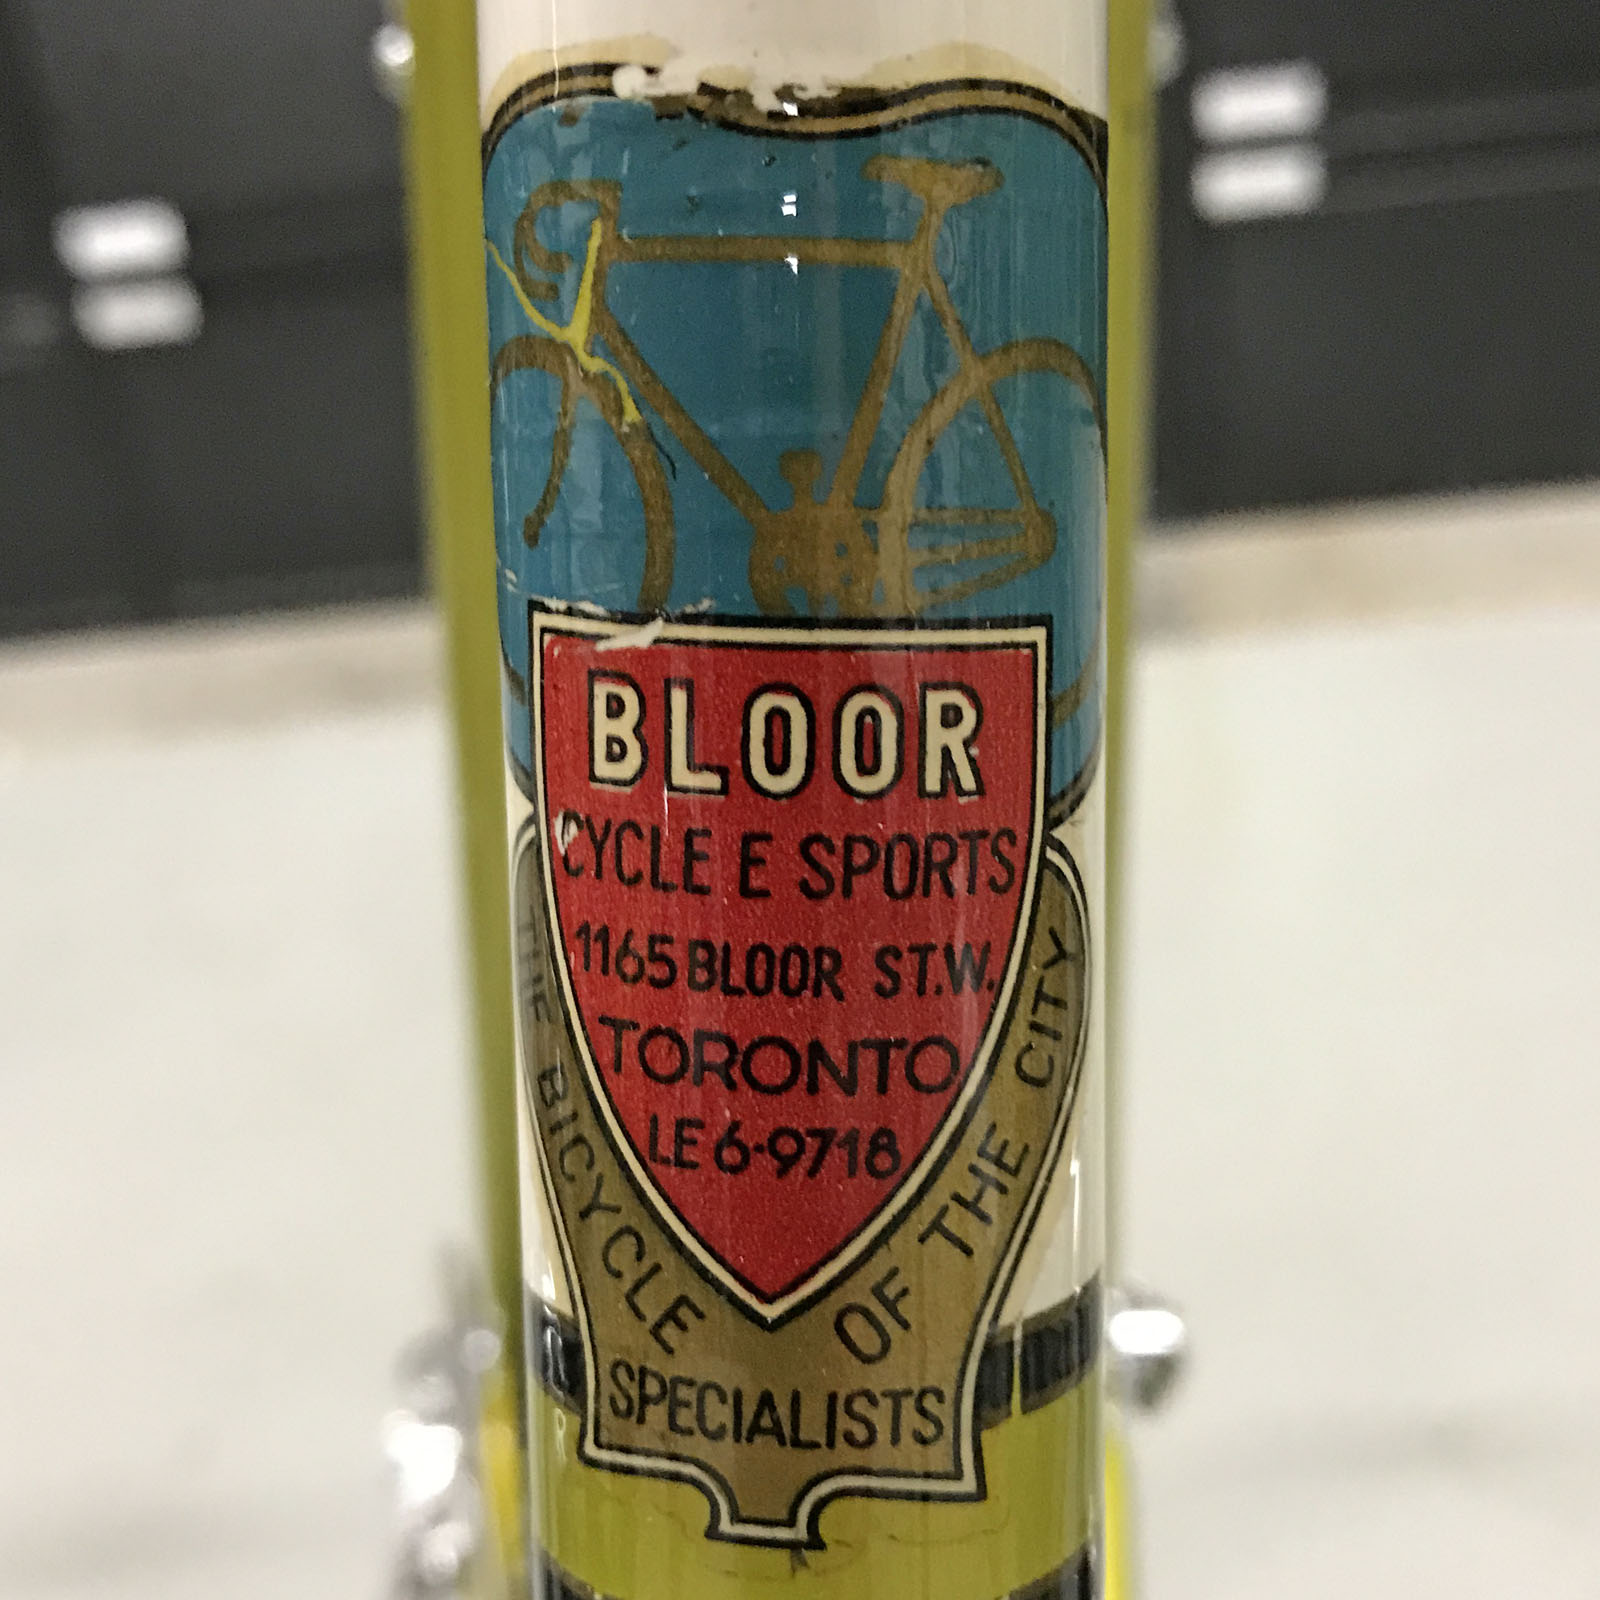 BLOOR
CYCLE E SPORTS
1165 BLOOR ST.W.
TORONTO
LE 6-9718
THE BICYCLE OF THE CITY
SPECIALISTS